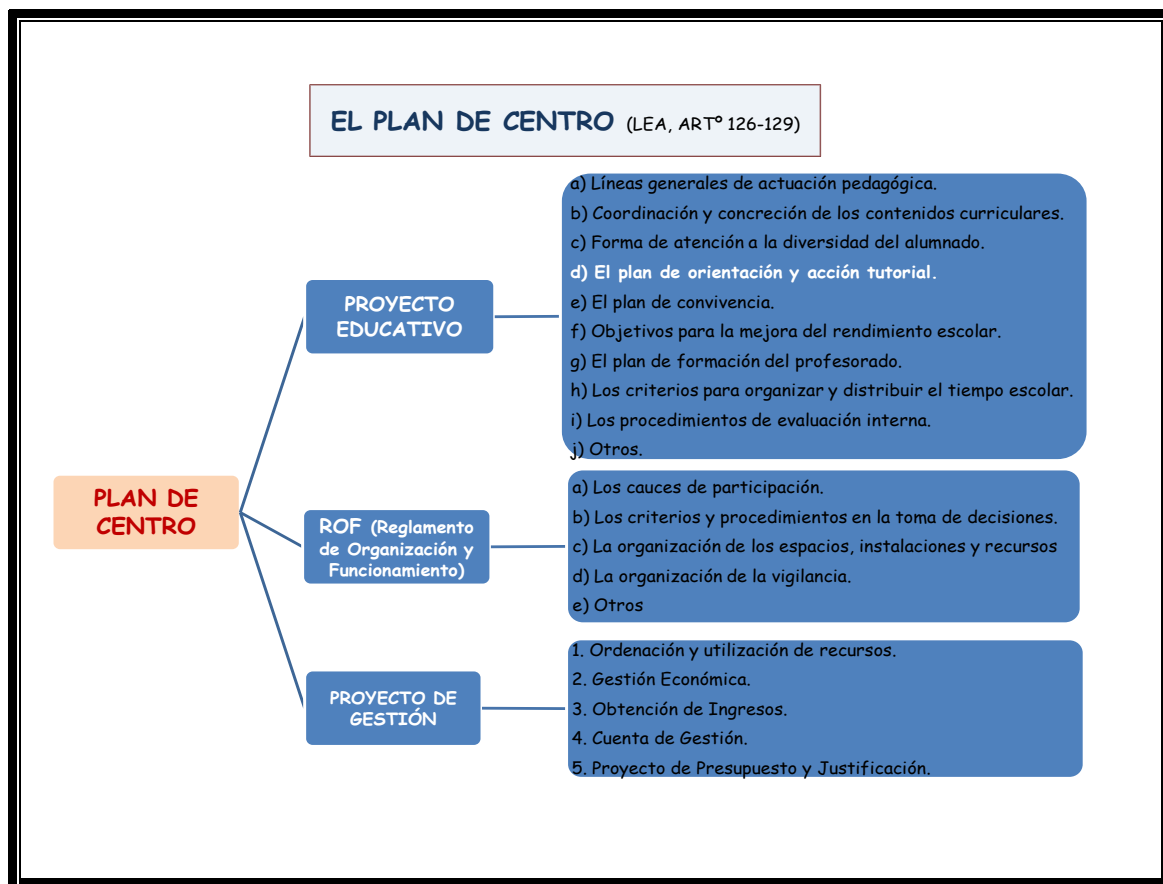 EL PLAN DE CENTRO (LEA, ARTº 126-129)
PLAN DE
CENTRO
PROYECTO
EDUCATIVO
a) Líneas generales de actuación pedagógica.
b) Coordinación y concreción de los contenidos curriculares.
c) Forma de atención a la diversidad del alumnado.
d) El plan de orientación y acción tutorial.
e) El plan de convivencia.
f) Objetivos para la mejora del rendimiento escolar.
g) El plan de formación del profesorado.
h) Los criterios para organizar y distribuir el tiempo escolar.
i) Los procedimientos de evaluación interna.
j) Otros.
ROF (Reglamento
de Organización y
Funcionamiento)
a) Los cauces de participación.
b) Los criterios y procedimientos en la toma de decisiones.
c) La organización de los espacios, instalaciones y recursos
d) La organización de la vigilancia.
e) Otros
PROYECTO DE
GESTIÓN
1. Ordenación y utilización de recursos.
2. Gestión Económica.
3. Obtención de Ingresos.
4. Cuenta de Gestión.
5. Proyecto de Presupuesto y Justificación.